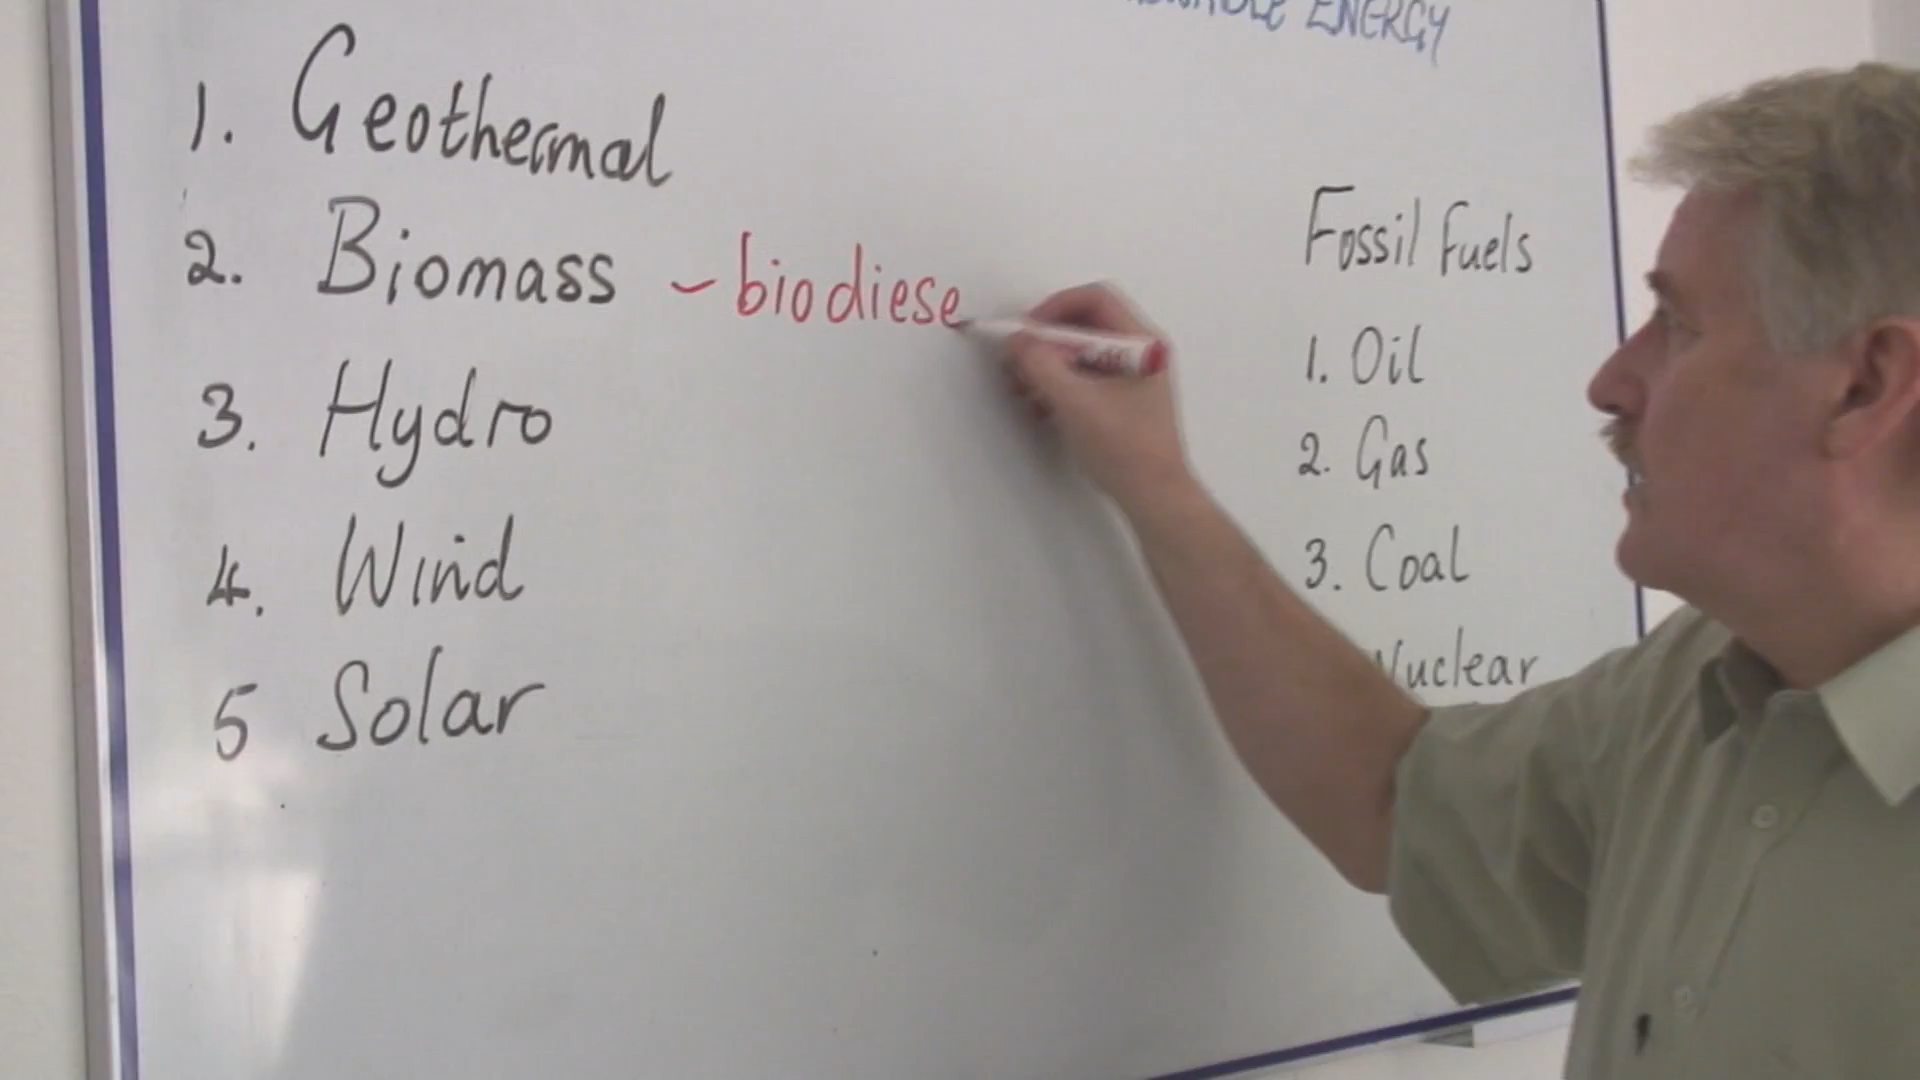 ENERGY
1. Geothermal
2. Biomass - biodiese
3. Hydro
4. Wind
5 Solar
Fossil Fuels
1. Oil
2. Gas
3. Coal
Nuclear